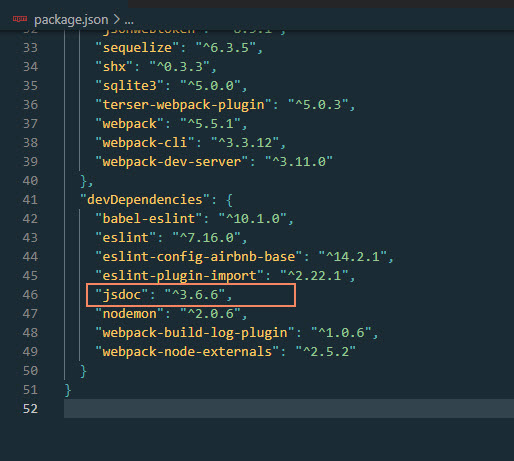 package.json > ...
32 "jsonwebtoken": "^8.5.1",
33 "sequelize": "^6.3.5",
34 "shx": "^0.3.3",
35 "sqlite3": "^5.0.0",
36 "terser-webpack-plugin": "^5.0.3",
37 "webpack": "^5.5.1",
38 "webpack-cli": "^3.3.12",
39 "webpack-dev-server": "^3.11.0"
40 },
41 "devDependencies": {
42 "babel-eslint": "^10.1.0",
43 "eslint": "^7.16.0",
44 "eslint-config-airbnb-base": "^14.2.1",
45 "eslint-plugin-import": "^2.22.1",
46 "jsdoc": "^3.6.6",
47 "nodemon": "^2.0.6",
48 "webpack-build-log-plugin": "^1.0.6",
49 "webpack-node-externals": "^2.5.2"
50 }
51 }
52